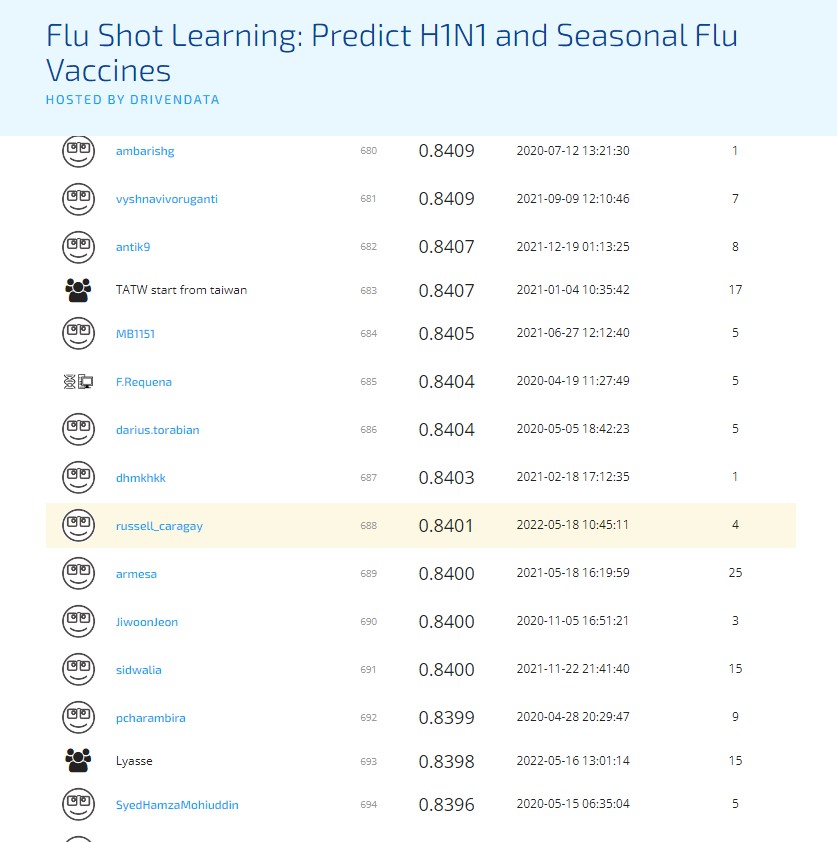 Flu Shot Learning: Predict H1N1 and Seasonal Flu
Vaccines
HOSTED BY DRIVENDATA
ambarishg 680 0.8409 2020-07-12 13:21:30 1
vyshnavivoruganti 681 0.8409 2021-09-09 12:10:46 7
antik9 682 0.8407 2021-12-19 01:13:25 8
TATW start from taiwan 683 0.8407 2021-01-04 10:35:42 17
MB1151 684 0.8405 2021-06-27 12:12:40 5
F.Requena 685 0.8404 2020-04-19 11:27:49 5
darius.torabian 686 0.8404 2020-05-05 18:42:23 5
dhmkhkk 687 0.8403 2021-02-18 17:12:35 1
russell_caragay 688 0.8401 2022-05-18 10:45:11 4
armesa 689 0.8400 2021-05-18 16:19:59 25
JiwoonJeon 690 0.8400 2020-11-05 16:51:21 3
sidwalia 691 0.8400 2021-11-22 21:41:40 15
pcharambira 692 0.8399 2020-04-28 20:29:47 9
Lyasse 693 0.8398 2022-05-16 13:01:14 15
SyedHamzaMohiuddin 694 0.8396 2020-05-15 06:35:04 5